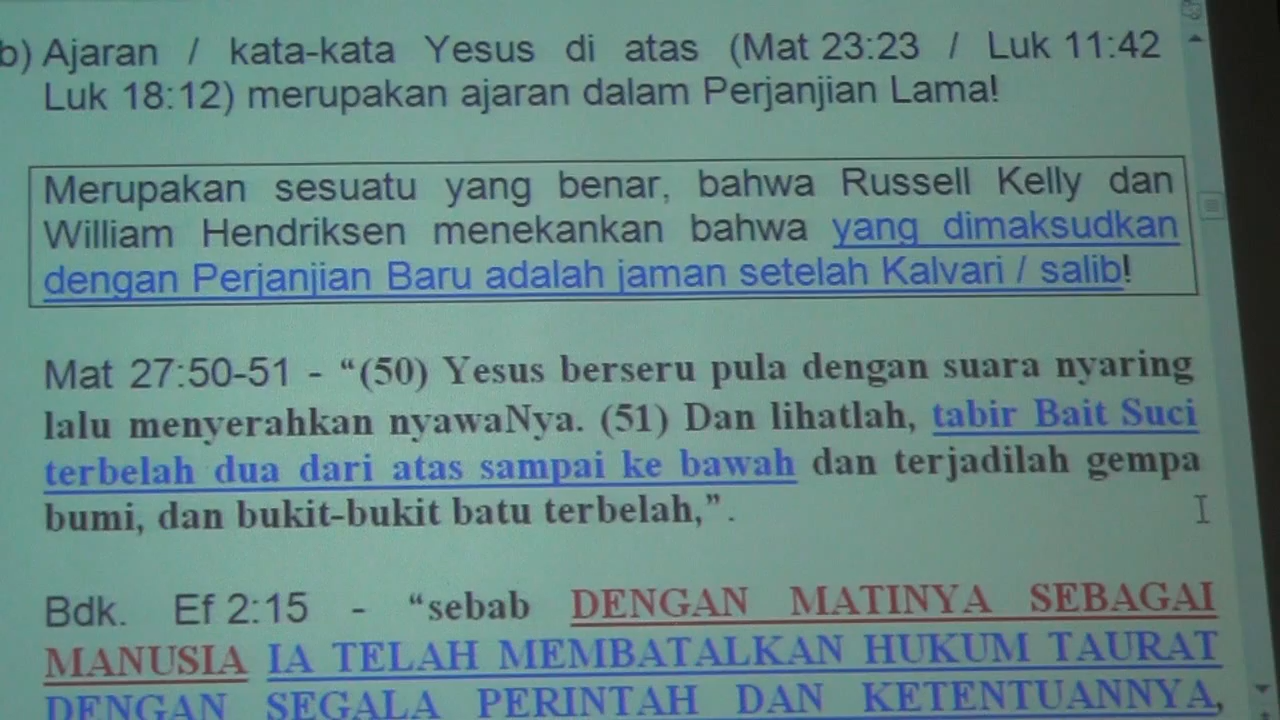 b) Ajaran / kata-kata Yesus di atas (Mat 23:23 / Luk 11:42
Luk 18:12) merupakan ajaran dalam Perjanjian Lama!
Merupakan sesuatu yang benar, bahwa Russell Kelly dan
William Hendriksen menekankan bahwa yang dimaksudkan
dengan Perjanjian Baru adalah jaman setelah Kalvari / salib!
Mat 27:50-51 - “(50) Yesus berseru pula dengan suara nyaring
lalu menyerahkan nyawaNya. (51) Dan lihatlah, tabir Bait Suci
terbelah dua dari atas sampai ke bawah dan terjadilah gempa
bumi, dan bukit-bukit batu terbelah,”.
Bdk. Ef 2:15 - “sebab DENGAN MATINYA SEBAGAI
MANUSIA IA TELAH MEMBATALKAN HUKUM TAURAT
DENGAN SEGALA PERINTAH DAN KETENTUANNYA,